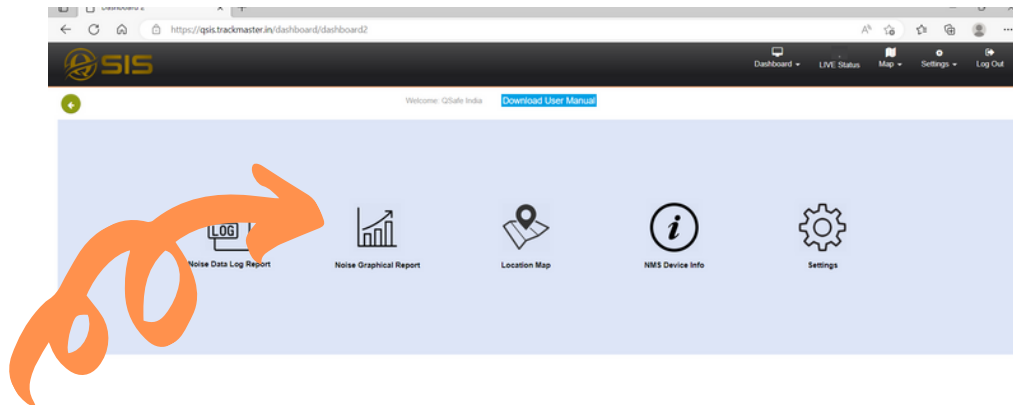 Dashboard 2
https://qsis.trackmaster.in/dashboard/dashboard2
SIS
Dashboard
LIVE Status
Map
Settings
Log Out
Welcome: QSafe India
Download User Manual
LOG
Noise Data Log Report
Noise Graphical Report
Location Map
i
NMS Device Info
Settings